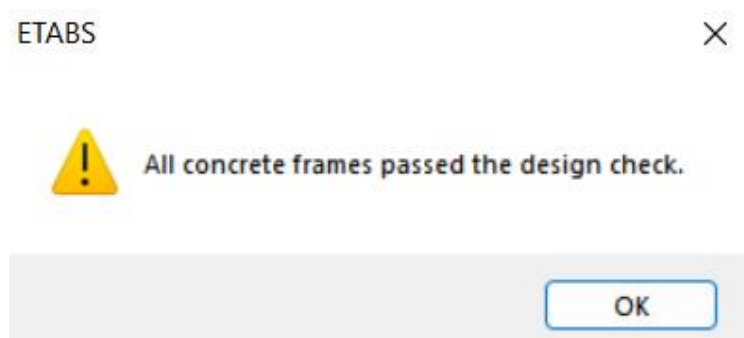 ETABS
All concrete frames passed the design check.
OK